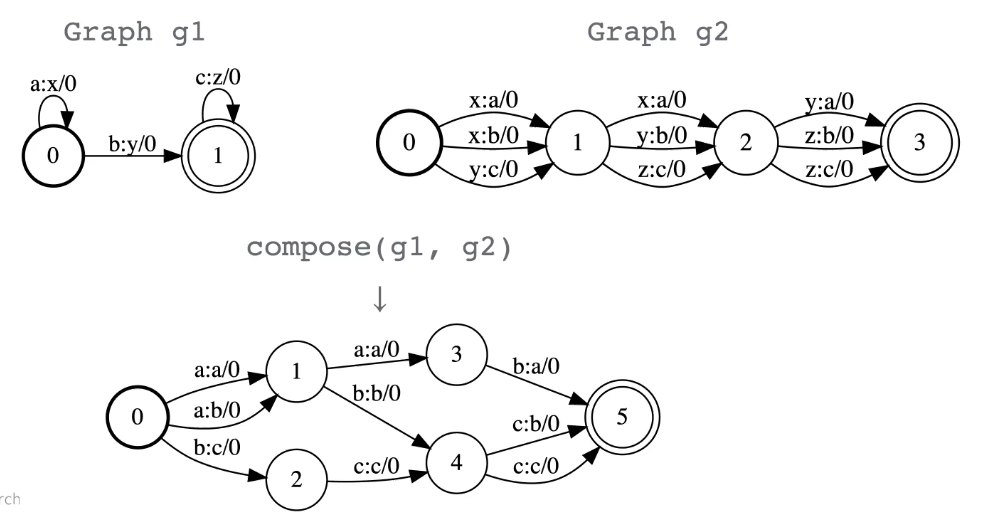 Graph g1
Graph g2
a:x/0
c:z/0
0
b:y/0
1
x:a/0
x:b/0
y:c/0
0
1
x:a/0
y:b/0
z:c/0
2
y:a/0
z:b/0
z:c/0
3
compose(g1, g2)
↓
0
a:a/0
a:b/0
b:c/0
1
2
a:a/0
b:b/0
c:c/0
3
4
b:a/0
c:b/0
c:c/0
5
rch